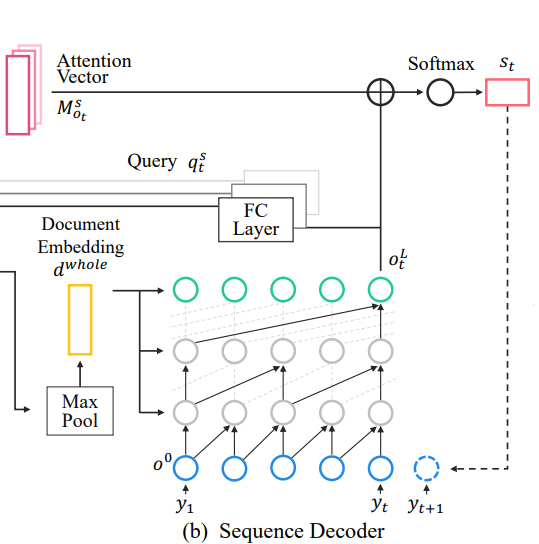 Attention
Vector
M^s_{o_t}
Softmax
s_t
Query q^s_t
FC
Layer
Document
Embedding
d^{whole}
o^L_t
Max
Pool
o^0
y_1
y_t
y_{t+1}
(b) Sequence Decoder